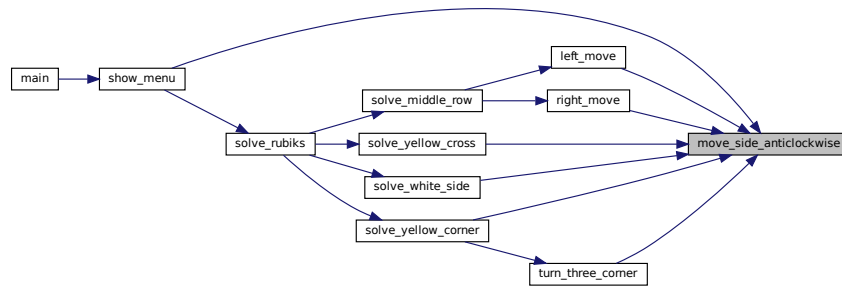 main
show_menu
solve_rubiks
solve_middle_row
solve_yellow_cross
solve_white_side
solve_yellow_corner
left_move
right_move
turn_three_corner
move_side_anticlockwise